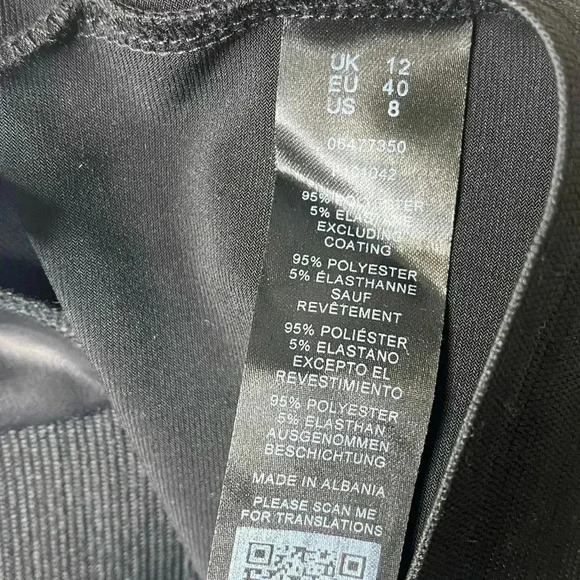 UK 12
EU 40
US 8
06477350
1042
95% POLYESTER
5% ELASTANE
EXCLUDING
COATING
95% POLYESTER
5% ÉLASTHANNE
SAUF
REVÊTEMENT
95% POLIÉSTER
5% ELASTANO
EXCEPTO EL
REVESTIMIENTO
95% POLYESTER
5% ELASTHAN
AUSGENOMMEN
BESCHICHTUNG
MADE IN ALBANIA
PLEASE SCAN ME
FOR TRANSLATIONS